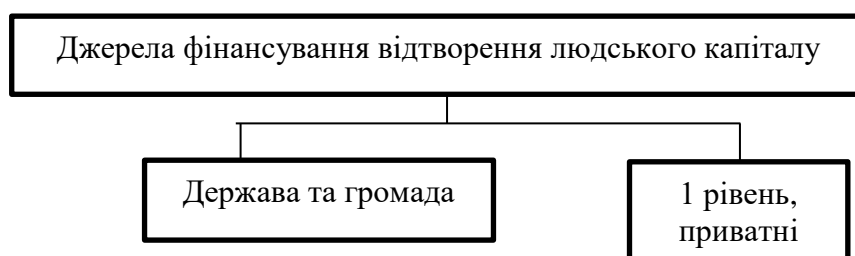 Джерела фінансування відтворення людського капіталу
Держава та громада
1 рівень,
приватні